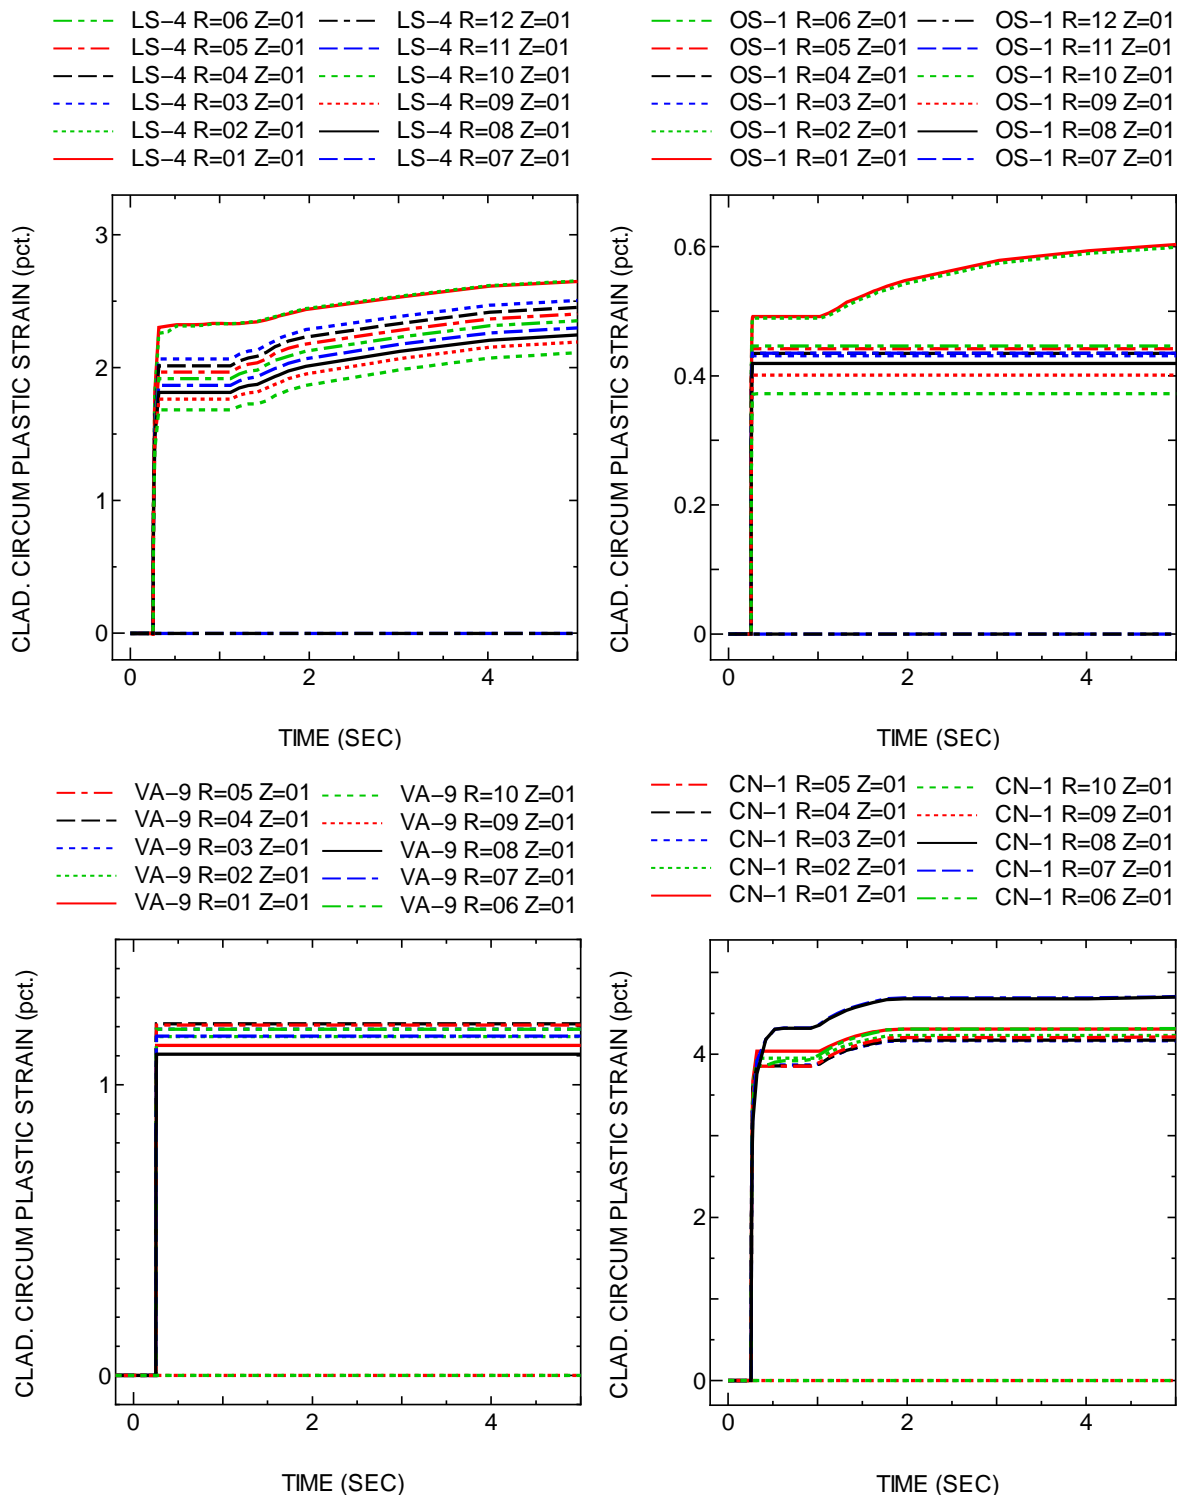 LS−4 R=06 Z=01 LS−4 R=12 Z=01
LS−4 R=05 Z=01 LS−4 R=11 Z=01
LS−4 R=04 Z=01 LS−4 R=10 Z=01
LS−4 R=03 Z=01 LS−4 R=09 Z=01
LS−4 R=02 Z=01 LS−4 R=08 Z=01
LS−4 R=01 Z=01 LS−4 R=07 Z=01
CLAD. CIRCUM PLASTIC STRAIN (pct.)
3
2
1
0
0 2 4
TIME (SEC)
OS−1 R=06 Z=01 OS−1 R=12 Z=01
OS−1 R=05 Z=01 OS−1 R=11 Z=01
OS−1 R=04 Z=01 OS−1 R=10 Z=01
OS−1 R=03 Z=01 OS−1 R=09 Z=01
OS−1 R=02 Z=01 OS−1 R=08 Z=01
OS−1 R=01 Z=01 OS−1 R=07 Z=01
CLAD. CIRCUM PLASTIC STRAIN (pct.)
0.6
0.4
0.2
0
0 2 4
TIME (SEC)
VA−9 R=05 Z=01 VA−9 R=10 Z=01
VA−9 R=04 Z=01 VA−9 R=09 Z=01
VA−9 R=03 Z=01 VA−9 R=08 Z=01
VA−9 R=02 Z=01 VA−9 R=07 Z=01
VA−9 R=01 Z=01 VA−9 R=06 Z=01
CLAD. CIRCUM PLASTIC STRAIN (pct.)
1
0
0 2 4
TIME (SEC)
CN−1 R=05 Z=01 CN−1 R=10 Z=01
CN−1 R=04 Z=01 CN−1 R=09 Z=01
CN−1 R=03 Z=01 CN−1 R=08 Z=01
CN−1 R=02 Z=01 CN−1 R=07 Z=01
CN−1 R=01 Z=01 CN−1 R=06 Z=01
CLAD. CIRCUM PLASTIC STRAIN (pct.)
4
2
0
0 2 4
TIME (SEC)